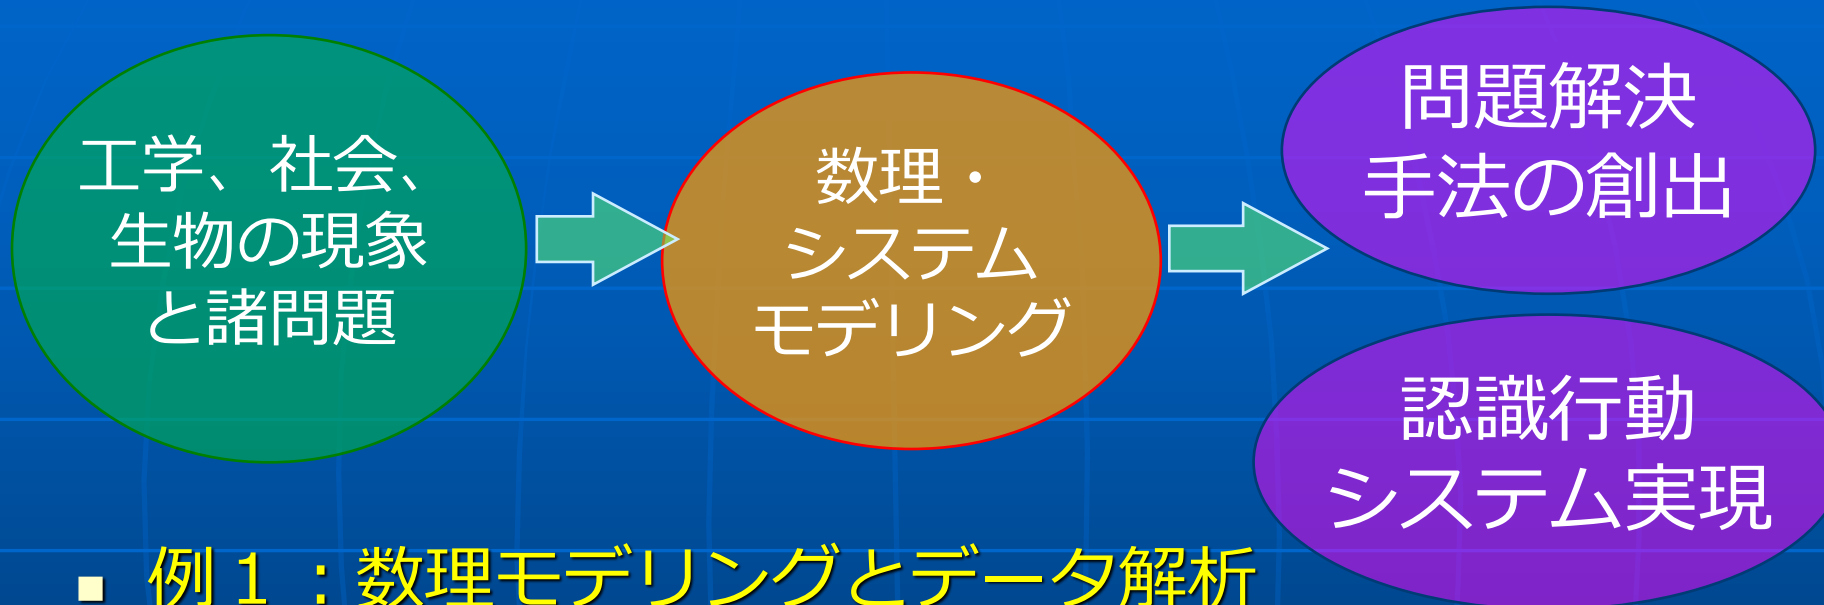 工学、社会、
生物の現象
と諸問題
数理・
システム
モデリング
問題解決
手法の創出
認識行動
システム実現
例１：数理モデリングとデータ解析